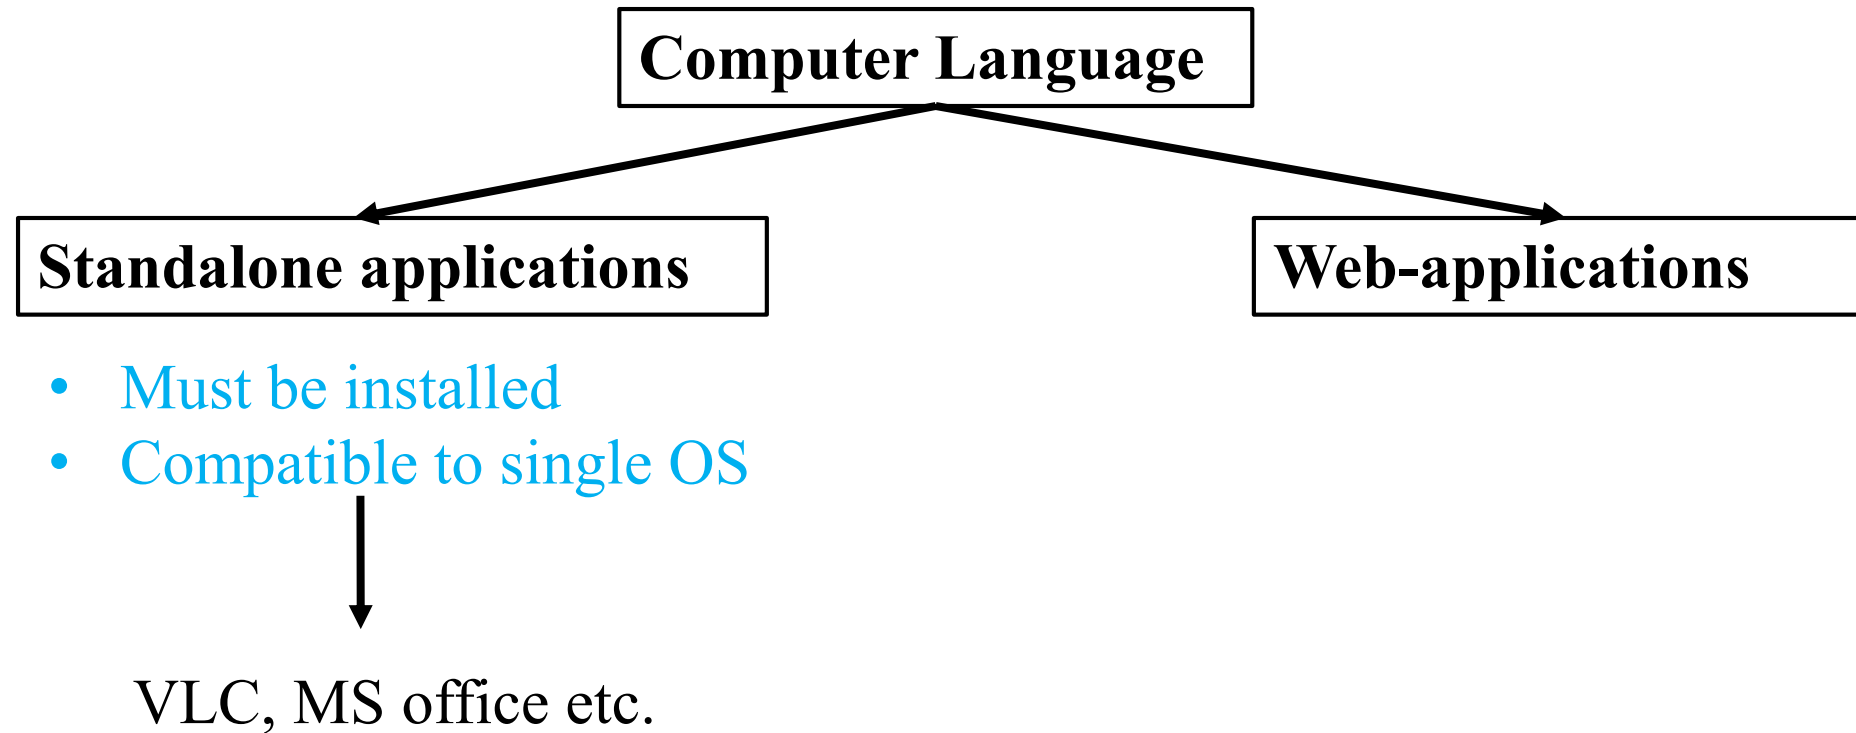 Computer Language
Standalone applications
Web-applications
• Must be installed
• Compatible to single OS
VLC, MS office etc.